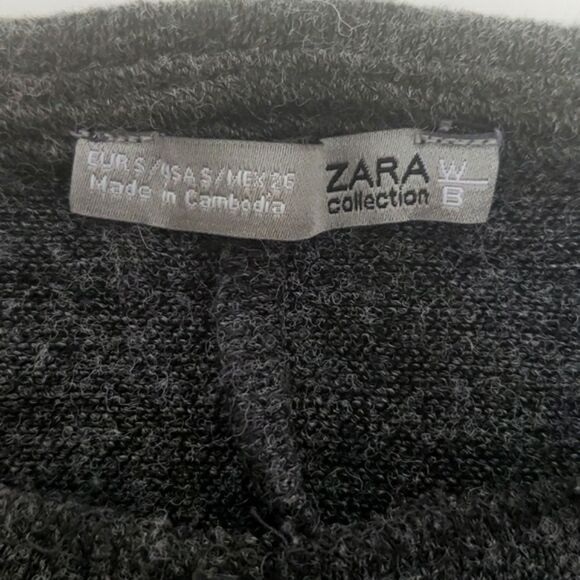 EUR S/USA S/MEX 26
Made in Cambodia
ZARA
collection
W
B